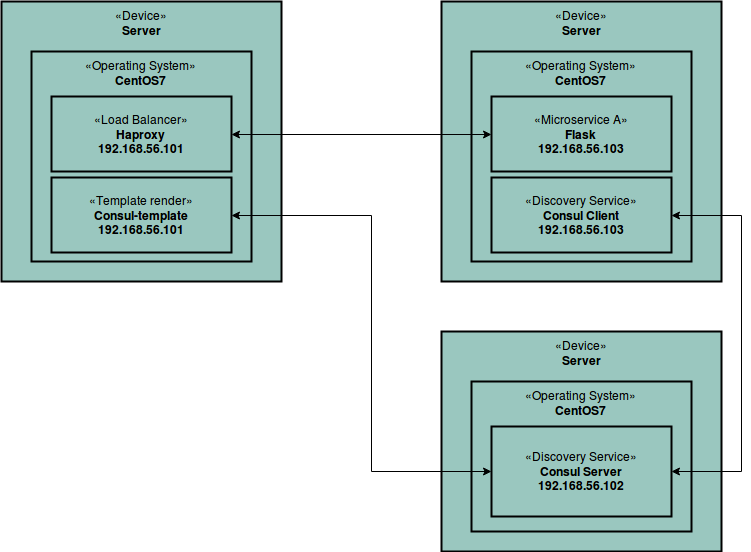 «Device»
Server
«Operating System»
CentOS7
«Load Balancer»
Haproxy
192.168.56.101
«Template render»
Consul-template
192.168.56.101
«Device»
Server
«Operating System»
CentOS7
«Microservice A»
Flask
192.168.56.103
«Discovery Service»
Consul Client
192.168.56.103
«Device»
Server
«Operating System»
CentOS7
«Discovery Service»
Consul Server
192.168.56.102